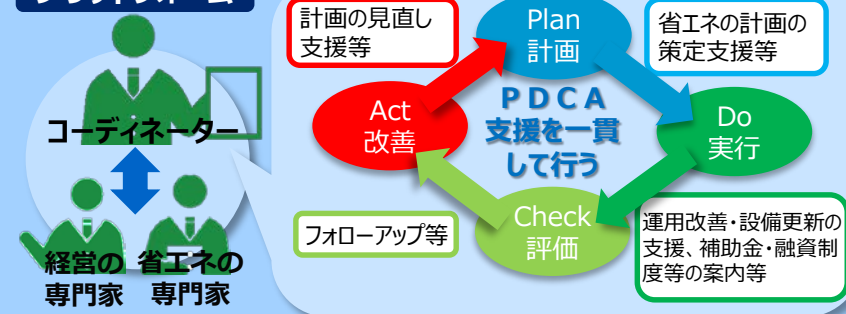 コーディネーター
経営の
専門家
省エネの
専門家
計画の見直し
支援等
Plan
計画
省エネの計画の
策定支援等
Act
改善
PDCA
支援を一貫
して行う
Do
実行
フォローアップ等
Check
評価
運用改善・設備更新の
支援、補助金・融資制
度等の案内等